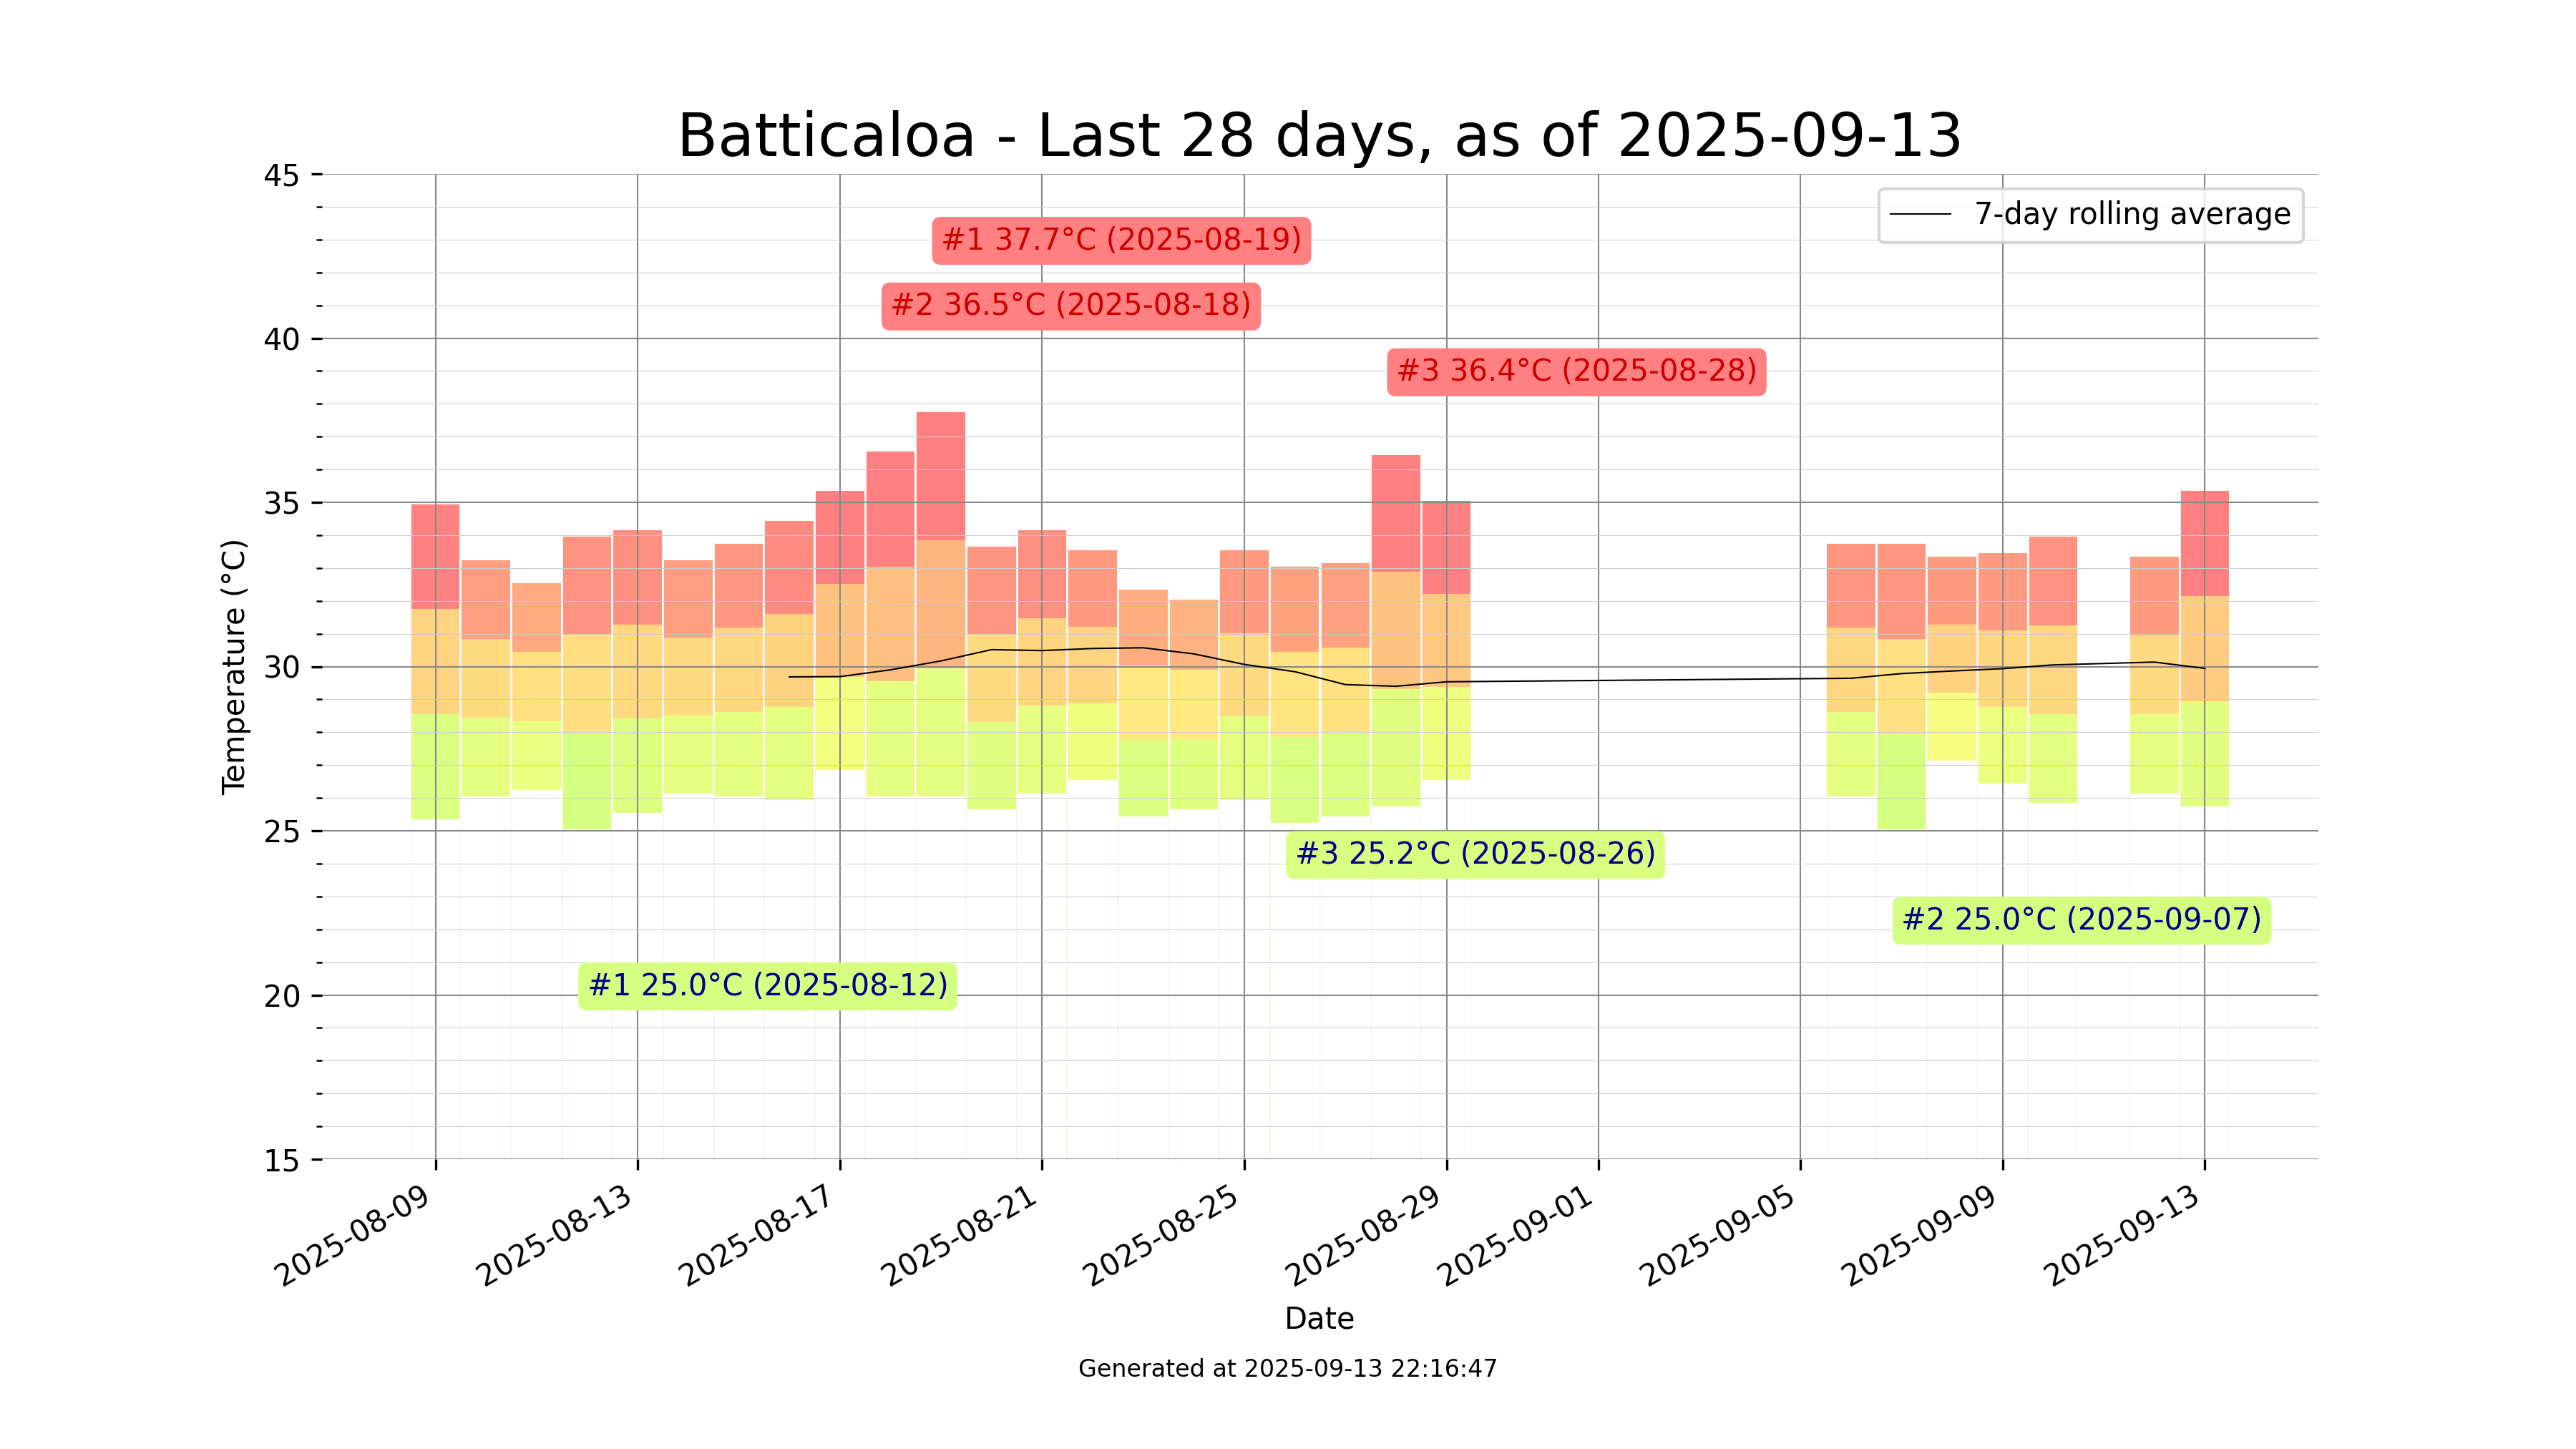 Batticaloa - Last 28 days, as of 2025-09-13
7-day rolling average
#1 37.7°C (2025-08-19)
#2 36.5°C (2025-08-18)
#3 36.4°C (2025-08-28)
#3 25.2°C (2025-08-26)
#2 25.0°C (2025-09-07)
#1 25.0°C (2025-08-12)
Temperature (°C)
45
40
35
30
25
20
15
2025-08-09
2025-08-13
2025-08-17
2025-08-21
2025-08-25
2025-08-29
2025-09-01
2025-09-05
2025-09-09
2025-09-13
Date
Generated at 2025-09-13 22:16:47